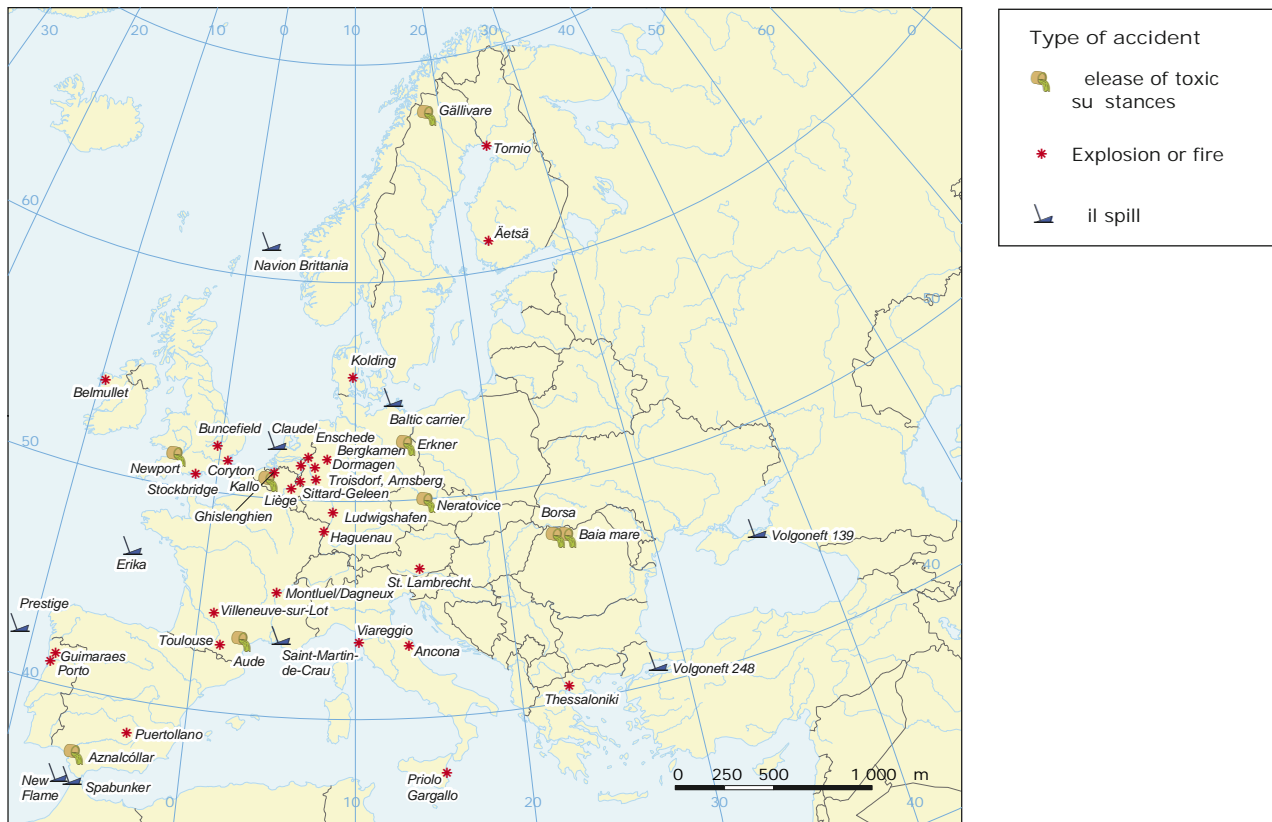 30
20
10
0
10
20
30
40
50
60
0
Type of accident
elease of toxic
su stances
Explosion or fire
il spill
Gällivare
Tornio
60
Äetsä
Navion Brittania
50
Kolding
Belmullet
Baltic carrier
Buncefield
Claudel
Enschede
Bergkamen
Erkner
50
Dormagen
Newport
Coryton
Troisdorf, Arnsberg
Stockbridge
Kallo
Sittard-Geleen
Liège
Neratovice
Ghislenghien
Ludwigshafen
Borsa
Haguenau
Baia mare
Volgoneft 139
Erika
St. Lambrecht
40
Montluel/Dagneux
Prestige
Villeneuve-sur-Lot
Toulouse
Viareggio
Guimaraes
Aude
Saint-Martin-
de-Crau
Ancona
Porto
Volgoneft 248
40
Thessaloniki
Puertollano
Aznalcóllar
New
Flame
Spabunker
Priolo
Gargallo
0 250 500 1 000 m
0
10
20
30
40